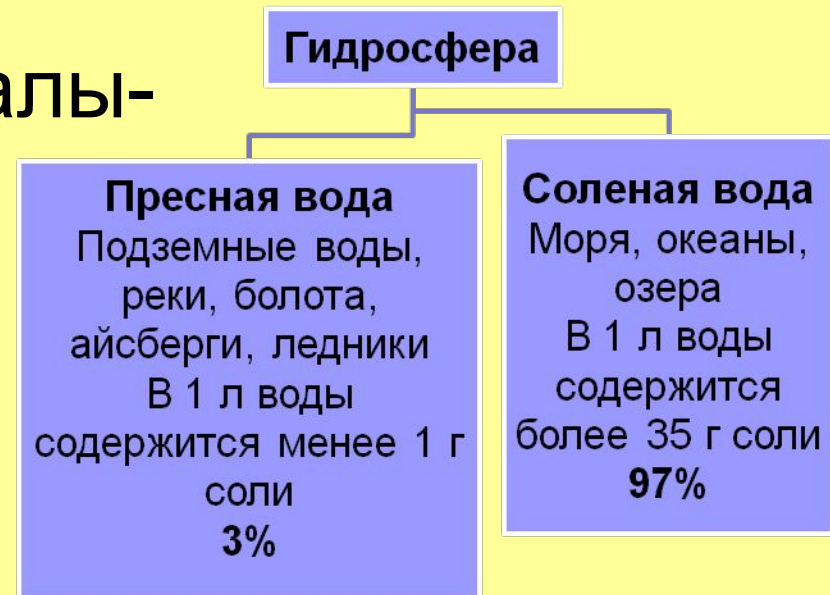 Гидросфера
алы-
Пресная вода
Подземные воды,
реки, болота,
айсберги, ледники
В 1 л воды
содержится менее 1 г
соли
3%
Соленая вода
Моря, океаны,
озера
В 1 л воды
содержится
более 35 г соли
97%